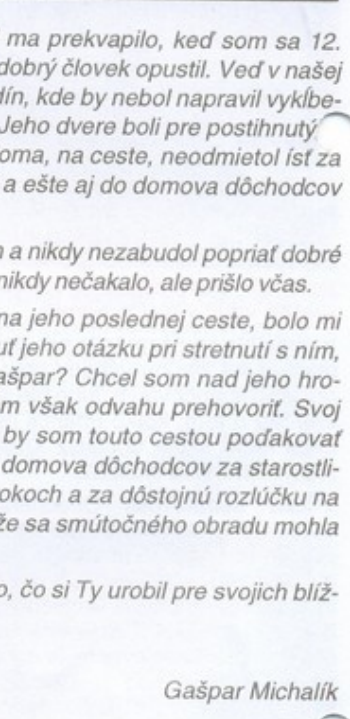 ma prekvapilo, keď som sa 12.
dobrý človek opustil. Veď v našej
dín, kde by nebol napravil vykĺbe-
Jeho dvere boli pre postihnutý
oma, na ceste, neodmietol ísť za
a ešte aj do domova dôchodcov
a nikdy nezabudol popriať dobré
nikdy nečakalo, ale prišlo včas.
na jeho poslednej ceste, bolo mi
uť jeho otázku pri stretnutí s ním,
ašpar? Chcel som nad jeho hro-
m však odvahu prehovoriť. Svoj
by som touto cestou poďakovať
domova dôchodcov za starostli-
okoch a za dôstojnú rozlúčku na
že sa smútočného obradu mohla
o, čo si Ty urobil pre svojich blíž-
Gašpar Michalík